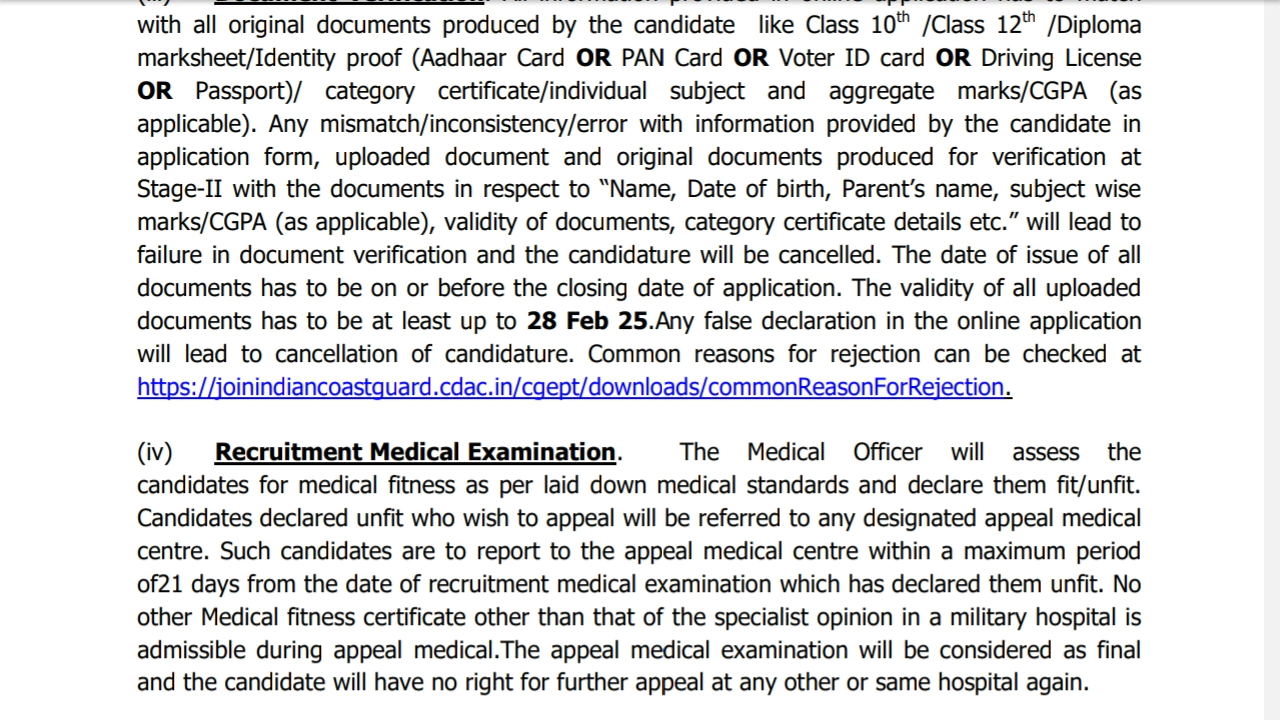 with all original documents produced by the candidate like Class 10th /Class 12th /Diploma
marksheet/Identity proof (Aadhaar Card OR PAN Card OR Voter ID card OR Driving License
OR Passport)/ category certificate/individual subject and aggregate marks/CGPA (as
applicable). Any mismatch/inconsistency/error with information provided by the candidate in
application form, uploaded document and original documents produced for verification at
Stage-II with the documents in respect to “Name, Date of birth, Parent’s name, subject wise
marks/CGPA (as applicable), validity of documents, category certificate details etc.” will lead to
failure in document verification and the candidature will be cancelled. The date of issue of all
documents has to be on or before the closing date of application. The validity of all uploaded
documents has to be at least up to 28 Feb 25.Any false declaration in the online application
will lead to cancellation of candidature. Common reasons for rejection can be checked at
https://joinindiancoastguard.cdac.in/cgept/downloads/commonReasonForRejection.
(iv) Recruitment Medical Examination. The Medical Officer will assess the
candidates for medical fitness as per laid down medical standards and declare them fit/unfit.
Candidates declared unfit who wish to appeal will be referred to any designated appeal medical
centre. Such candidates are to report to the appeal medical centre within a maximum period
of21 days from the date of recruitment medical examination which has declared them unfit. No
other Medical fitness certificate other than that of the specialist opinion in a military hospital is
admissible during appeal medical.The appeal medical examination will be considered as final
and the candidate will have no right for further appeal at any other or same hospital again.